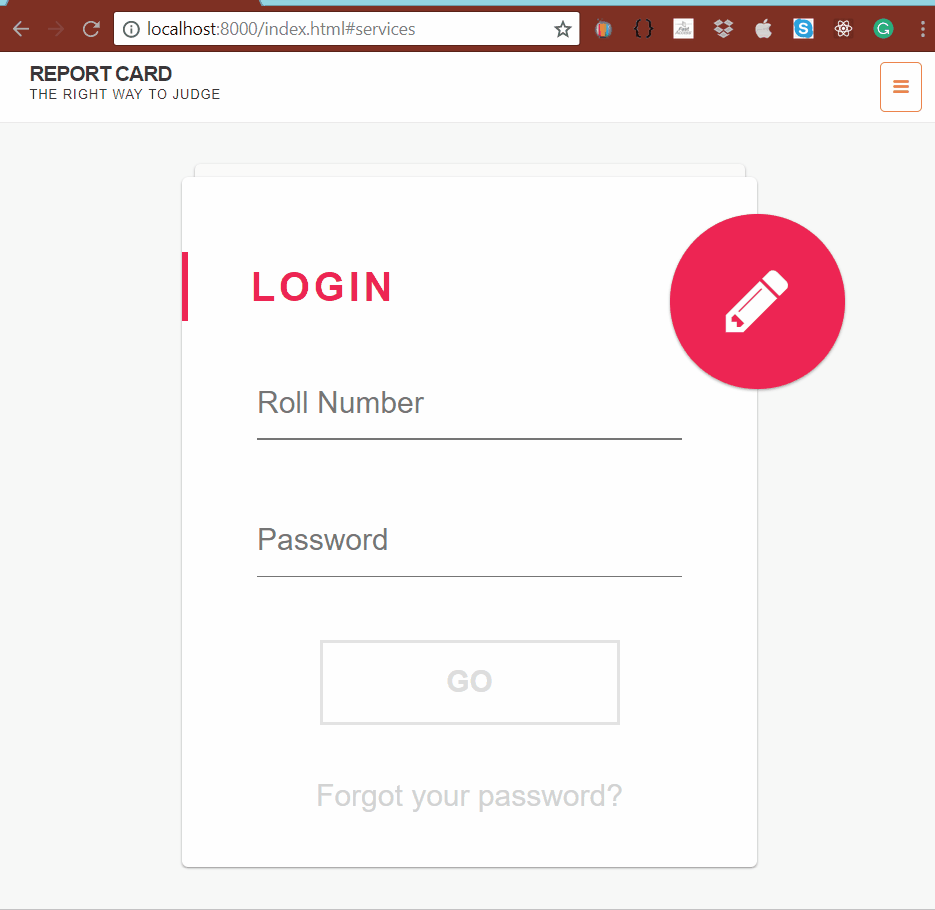 localhost:8000/index.html#services
REPORT CARD
THE RIGHT WAY TO JUDGE
LOGIN
Roll Number
Password
GO
Forgot your password?